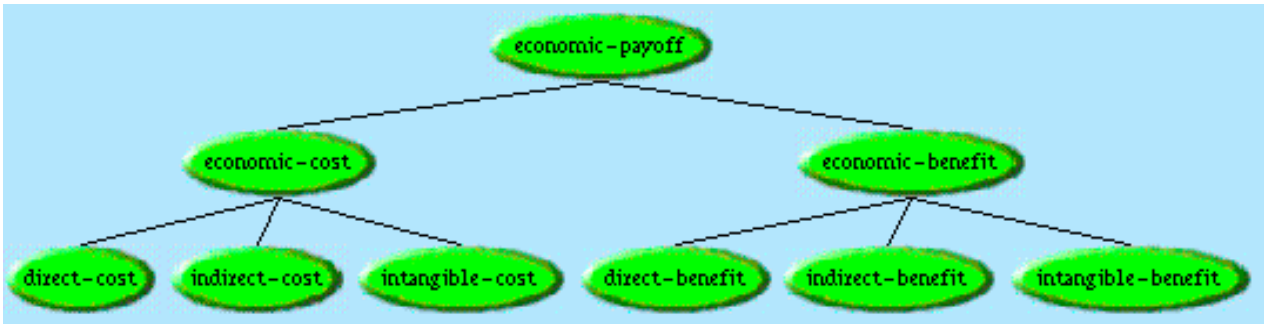 economic-payoff
economic-cost
economic-benefit
direct-cost
indirect-cost
intangible-cost
direct-benefit
indirect-benefit
intangible-benefit